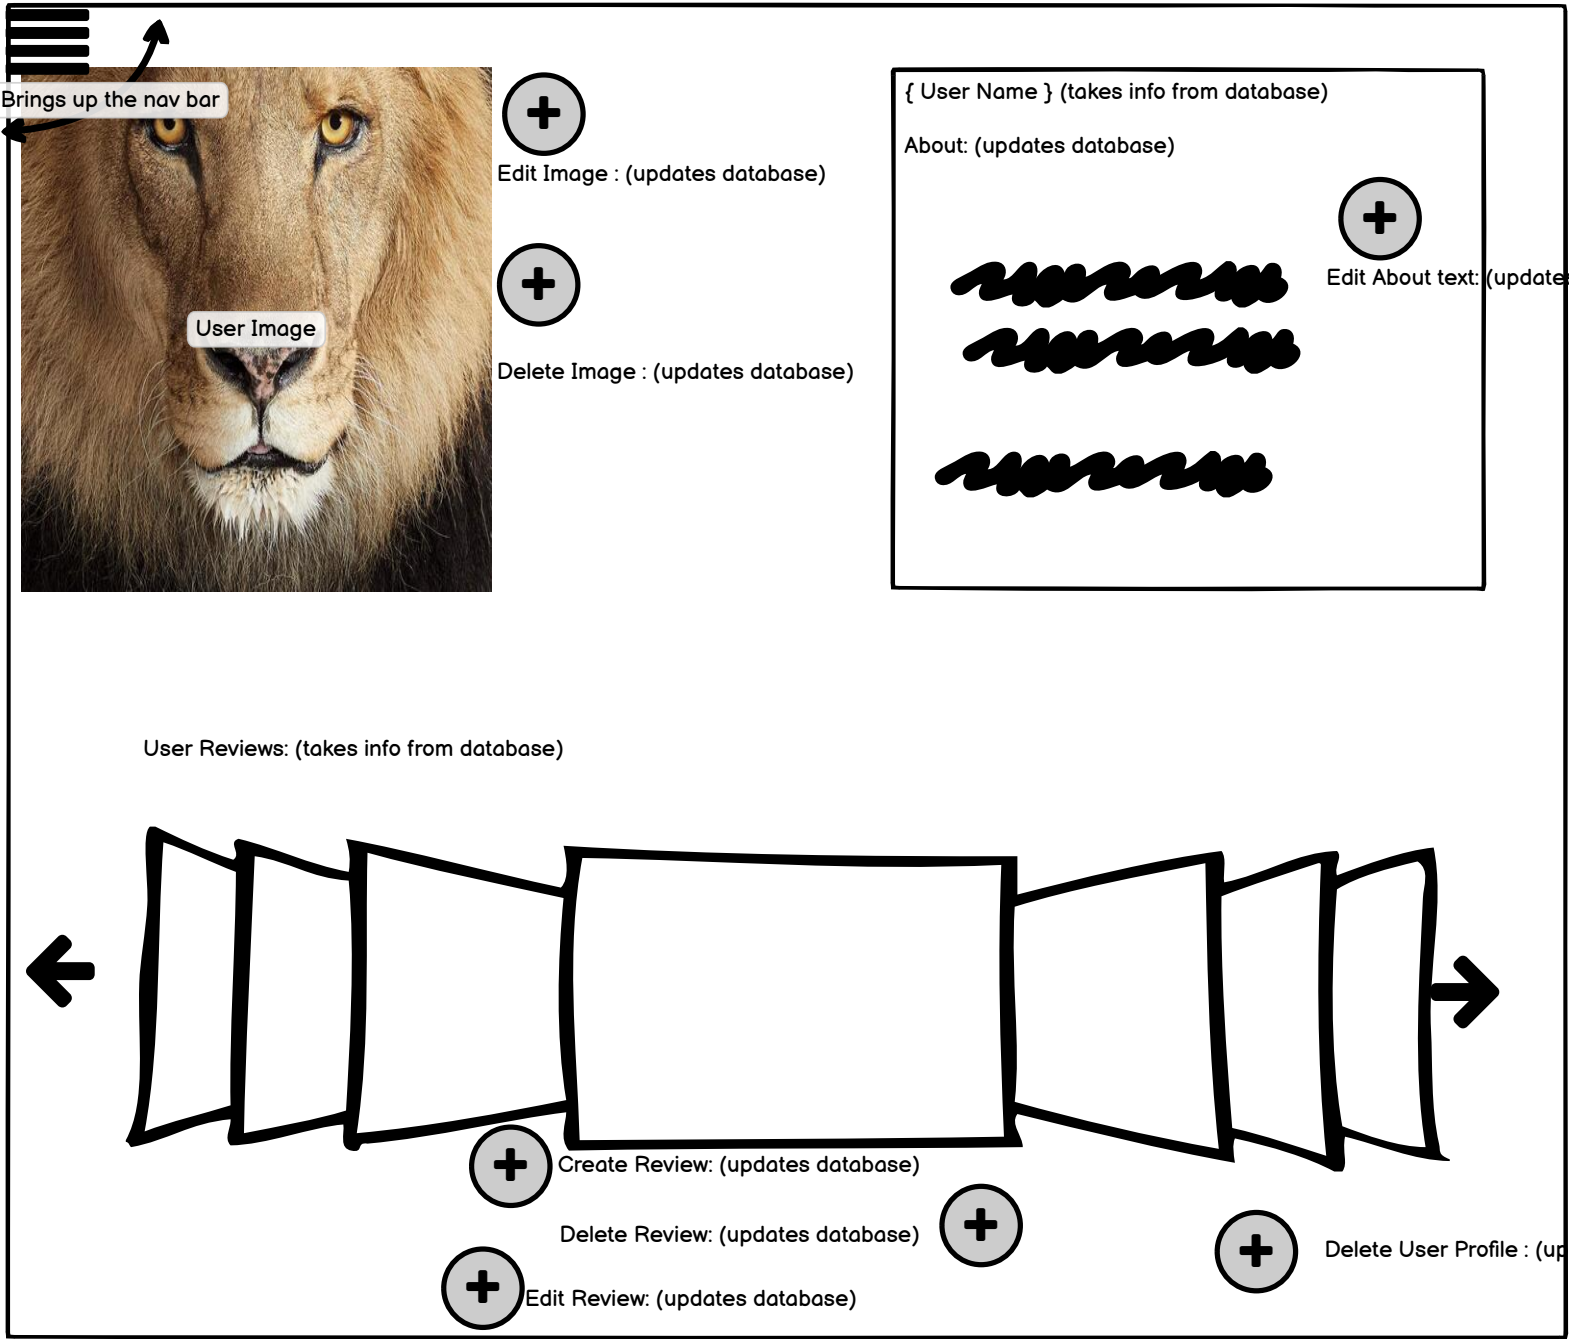 Brings up the nav bar
User Image
Edit Image : (updates database)
Delete Image : (updates database)
{ User Name } (takes info from database)
About: (updates database)
Edit About text: (updates
User Reviews: (takes info from database)
Create Review: (updates database)
Delete Review: (updates database)
Edit Review: (updates database)
Delete User Profile : (up